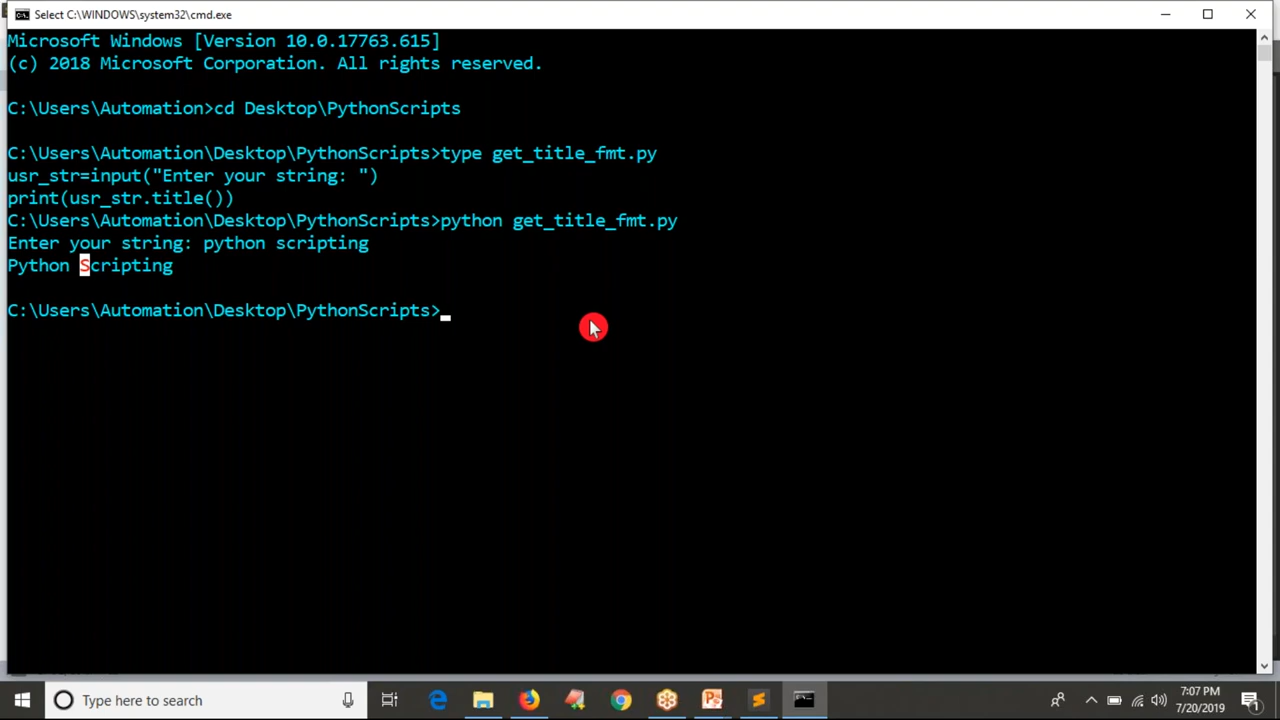 Select C:\WINDOWS\system32\cmd.exe
Microsoft Windows [Version 10.0.17763.615]
(c) 2018 Microsoft Corporation. All rights reserved.
C:\Users\Automation>cd Desktop\PythonScripts
C:\Users\Automation\Desktop\PythonScripts>type get_title_fmt.py
usr_str=input("Enter your string: ")
print(usr_str.title())
C:\Users\Automation\Desktop\PythonScripts>python get_title_fmt.py
Enter your string: python scripting
Python Scripting
C:\Users\Automation\Desktop\PythonScripts>
Type here to search
7:07 PM
7/20/2019
1